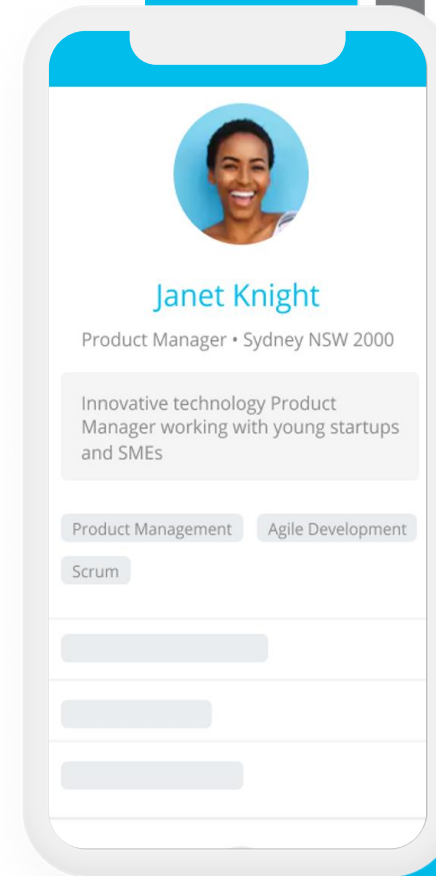 Janet Knight
Product Manager • Sydney NSW 2000
Innovative technology Product
Manager working with young startups
and SMEs
Product Management Agile Development
Scrum